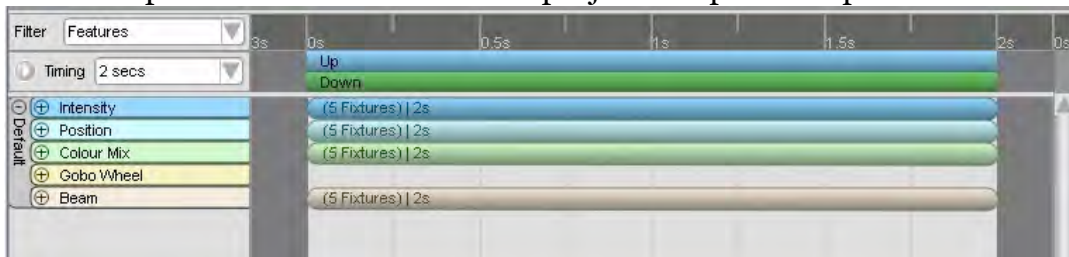 Filter Features
3s 0s 0.5s 1s 1.5s 2s 0s
Up
Timing 2 secs
Down
Default
Intensity (5 Fixtures) | 2s
Position (5 Fixtures) | 2s
Colour Mix (5 Fixtures) | 2s
Gobo Wheel
Beam (5 Fixtures) | 2s